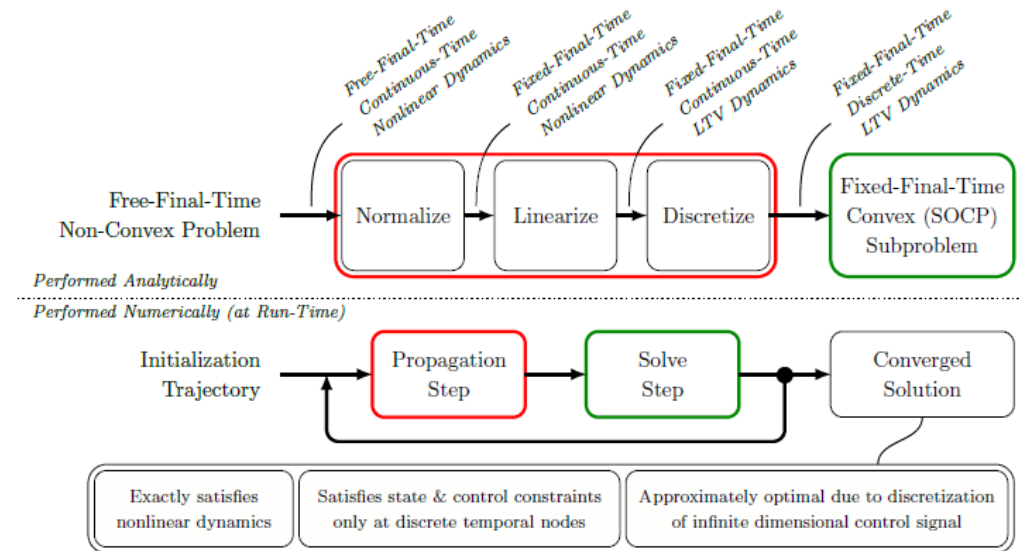 Free-Final-Time
Continuous-Time
Nonlinear Dynamics
Fixed-Final-Time
Continuous-Time
Nonlinear Dynamics
Fixed-Final-Time
Continuous-Time
LTV Dynamics
Fixed-Final-Time
Discrete-Time
LTV Dynamics
Free-Final-Time
Non-Convex Problem
Normalize
Linearize
Discretize
Fixed-Final-Time
Convex (SOCP)
Subproblem
Performed Analytically
Performed Numerically (at Run-Time)
Initialization
Trajectory
Propagation
Step
Solve
Step
Converged
Solution
Exactly satisfies
nonlinear dynamics
Satisfies state & control constraints
only at discrete temporal nodes
Approximately optimal due to discretization
of infinite dimensional control signal